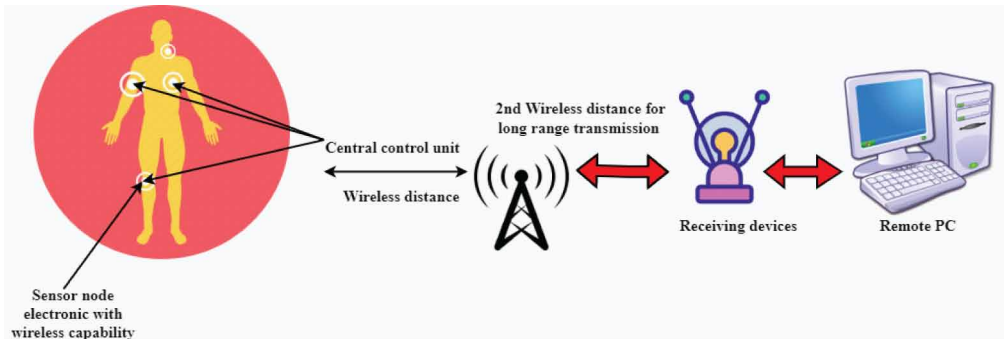 2nd Wireless distance for
long range transmission
Central control unit
Wireless distance
Receiving devices
Remote PC
Sensor node
electronic with
wireless capability